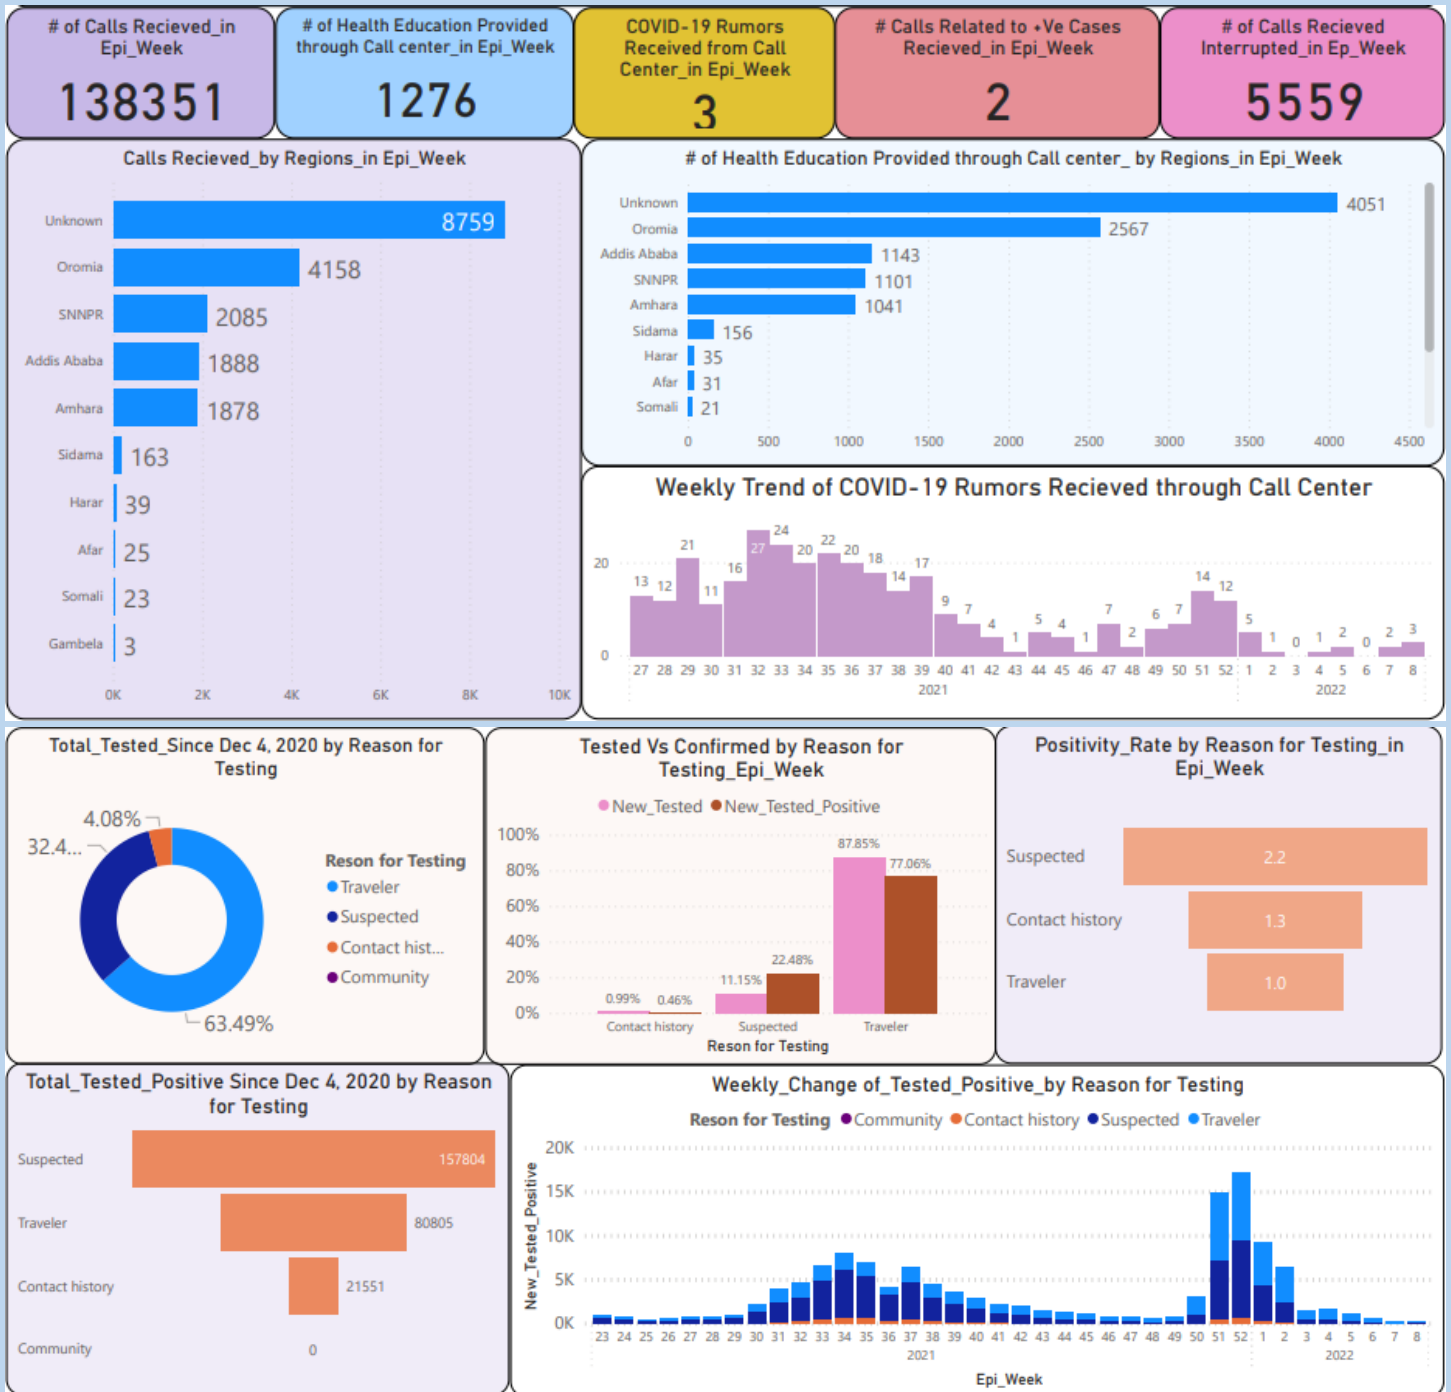 # of Calls Recieved_in
Epi_Week
138351
# of Health Education Provided
through Call center_in Epi_Week
1276
COVID-19 Rumors
Received from Call
Center_in Epi_Week
3
# Calls Related to +Ve Cases
Recieved_in Epi_Week
2
# of Calls Recieved
Interrupted_in Ep_Week
5559
Calls Recieved_by Regions_in Epi_Week
Unknown 8759
Oromia 4158
SNNPR 2085
Addis Ababa 1888
Amhara 1878
Sidama 163
Harar 39
Afar 25
Somali 23
Gambela 3
0K 2K 4K 6K 8K 10K
# of Health Education Provided through Call center_ by Regions_in Epi_Week
Unknown 4051
Oromia 2567
Addis Ababa 1143
SNNPR 1101
Amhara 1041
Sidama 156
Harar 35
Afar 31
Somali 21
0 500 1000 1500 2000 2500 3000 3500 4000 4500
Weekly Trend of COVID-19 Rumors Recieved through Call Center
20
0
13 12 21 11 16 27 24 20 22 20 18 14 17 9 7 4 1 5 4 1 7 2 6 7 14 12 5 1 0 1 2 0 2 3
27 28 29 30 31 32 33 34 35 36 37 38 39 40 41 42 43 44 45 46 47 48 49 50 51 52 1 2 3 4 5 6 7 8
2021 2022
Total_Tested_Since Dec 4, 2020 by Reason for
Testing
4.08%
32.4...
63.49%
Reson for Testing
Traveler
Suspected
Contact hist...
Community
Tested Vs Confirmed by Reason for
Testing_Epi_Week
New_Tested New_Tested_Positive
100%
80%
60%
40%
20%
0%
0.99% 0.46%
11.15% 22.48%
87.85% 77.06%
Contact history Suspected Traveler
Reson for Testing
Positivity_Rate by Reason for Testing_in
Epi_Week
Suspected 2.2
Contact history 1.3
Traveler 1.0
Total_Tested_Positive Since Dec 4, 2020 by Reason
for Testing
Suspected 157804
Traveler 80805
Contact history 21551
Community 0
Weekly_Change of_Tested_Positive_by Reason for Testing
Reson for Testing Community Contact history Suspected Traveler
New_Tested_Positive
20K
15K
10K
5K
0K
23 24 25 26 27 28 29 30 31 32 33 34 35 36 37 38 39 40 41 42 43 44 45 46 47 48 49 50 51 52 1 2 3 4 5 6 7 8
2021 2022
Epi_Week